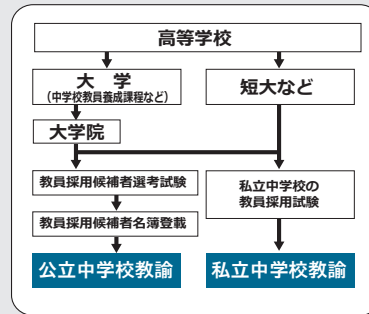 高等学校
大 学
(中学校教員養成課程など)
短大など
大学院
教員採用候補者選考試験
私立中学校の
教員採用試験
教員採用候補者名簿登載
公立中学校教諭
私立中学校教諭